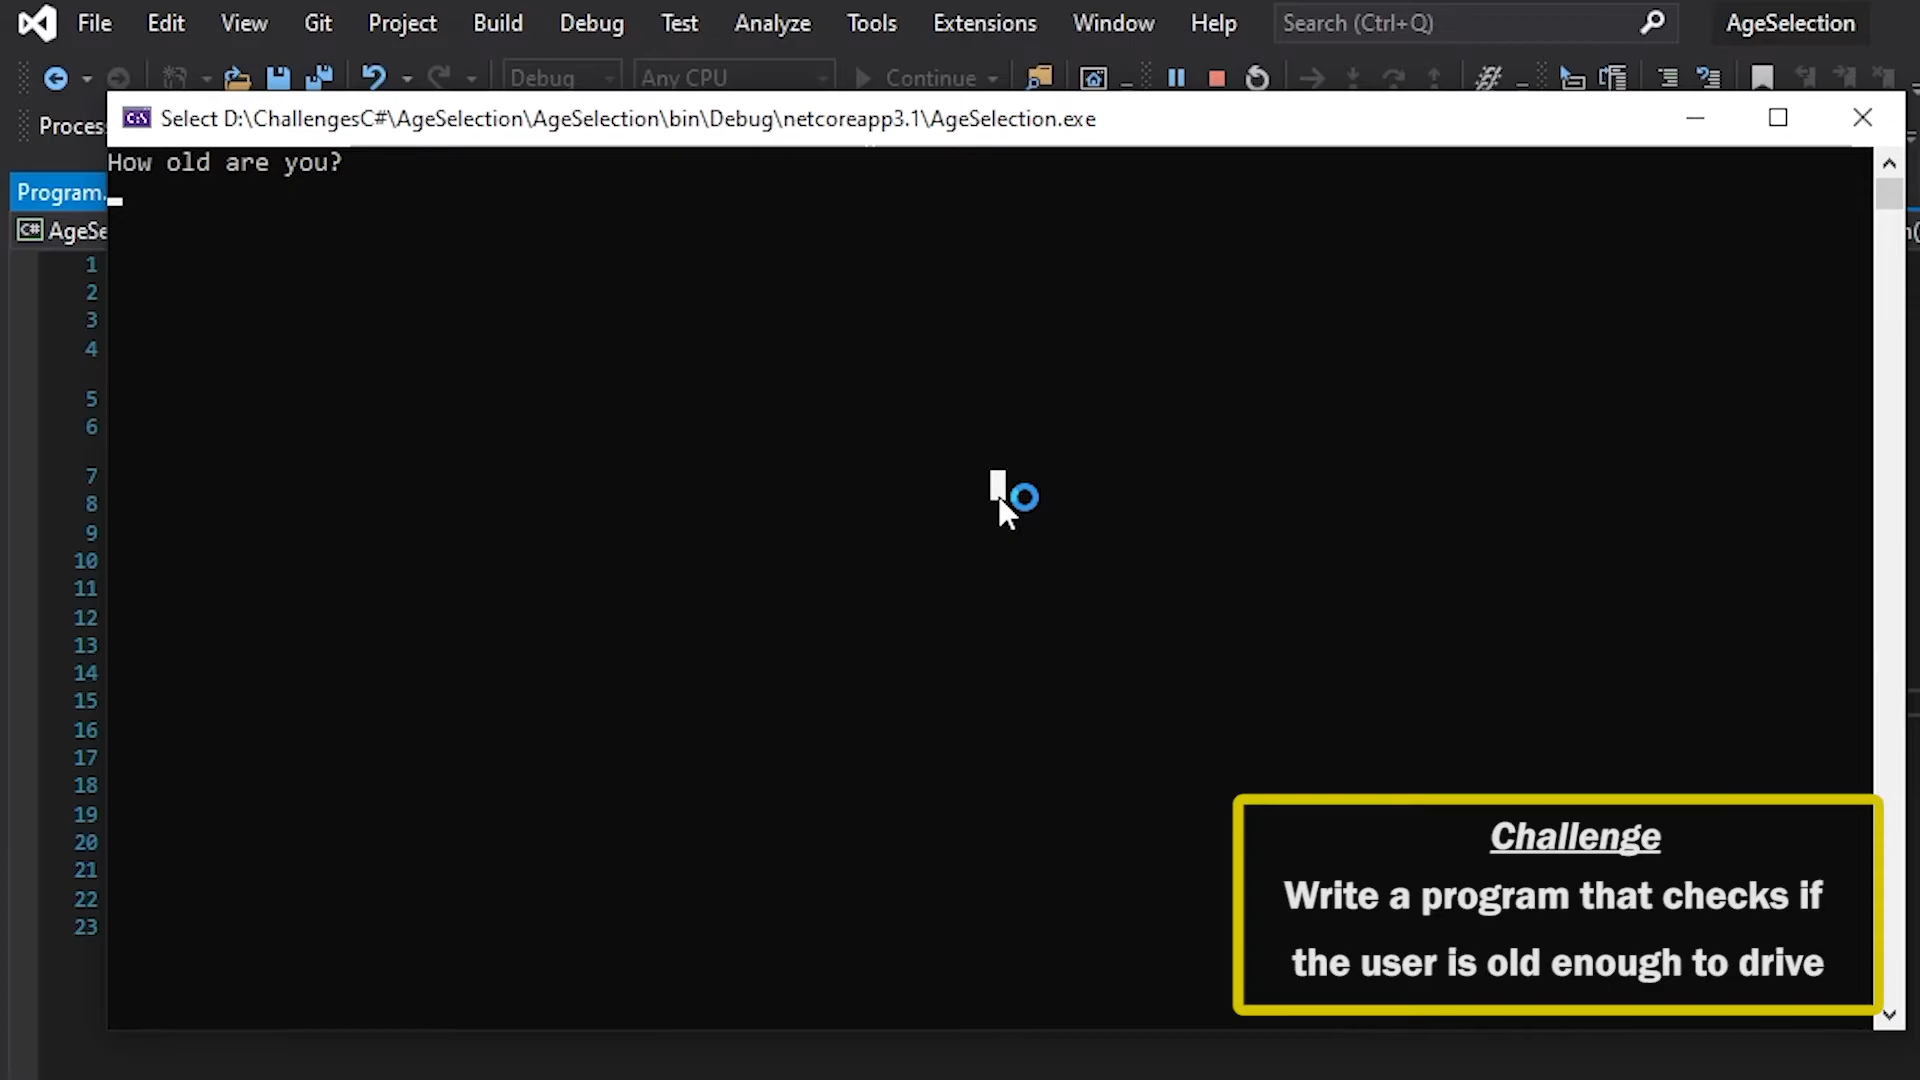 File Edit View Git Project Build Debug Test Analyze Tools Extensions Window Help Search (Ctrl+Q) AgeSelection
Debug Any CPU Continue
Proces
Select D:\ChallengesC#\AgeSelection\AgeSelection\bin\Debug\netcoreapp3.1\AgeSelection.exe
How old are you?
Program.
C# AgeSe
1
2
3
4
5
6
7
8
9
10
11
12
13
14
15
16
17
18
19
20
21
22
23
Challenge
Write a program that checks if
the user is old enough to drive